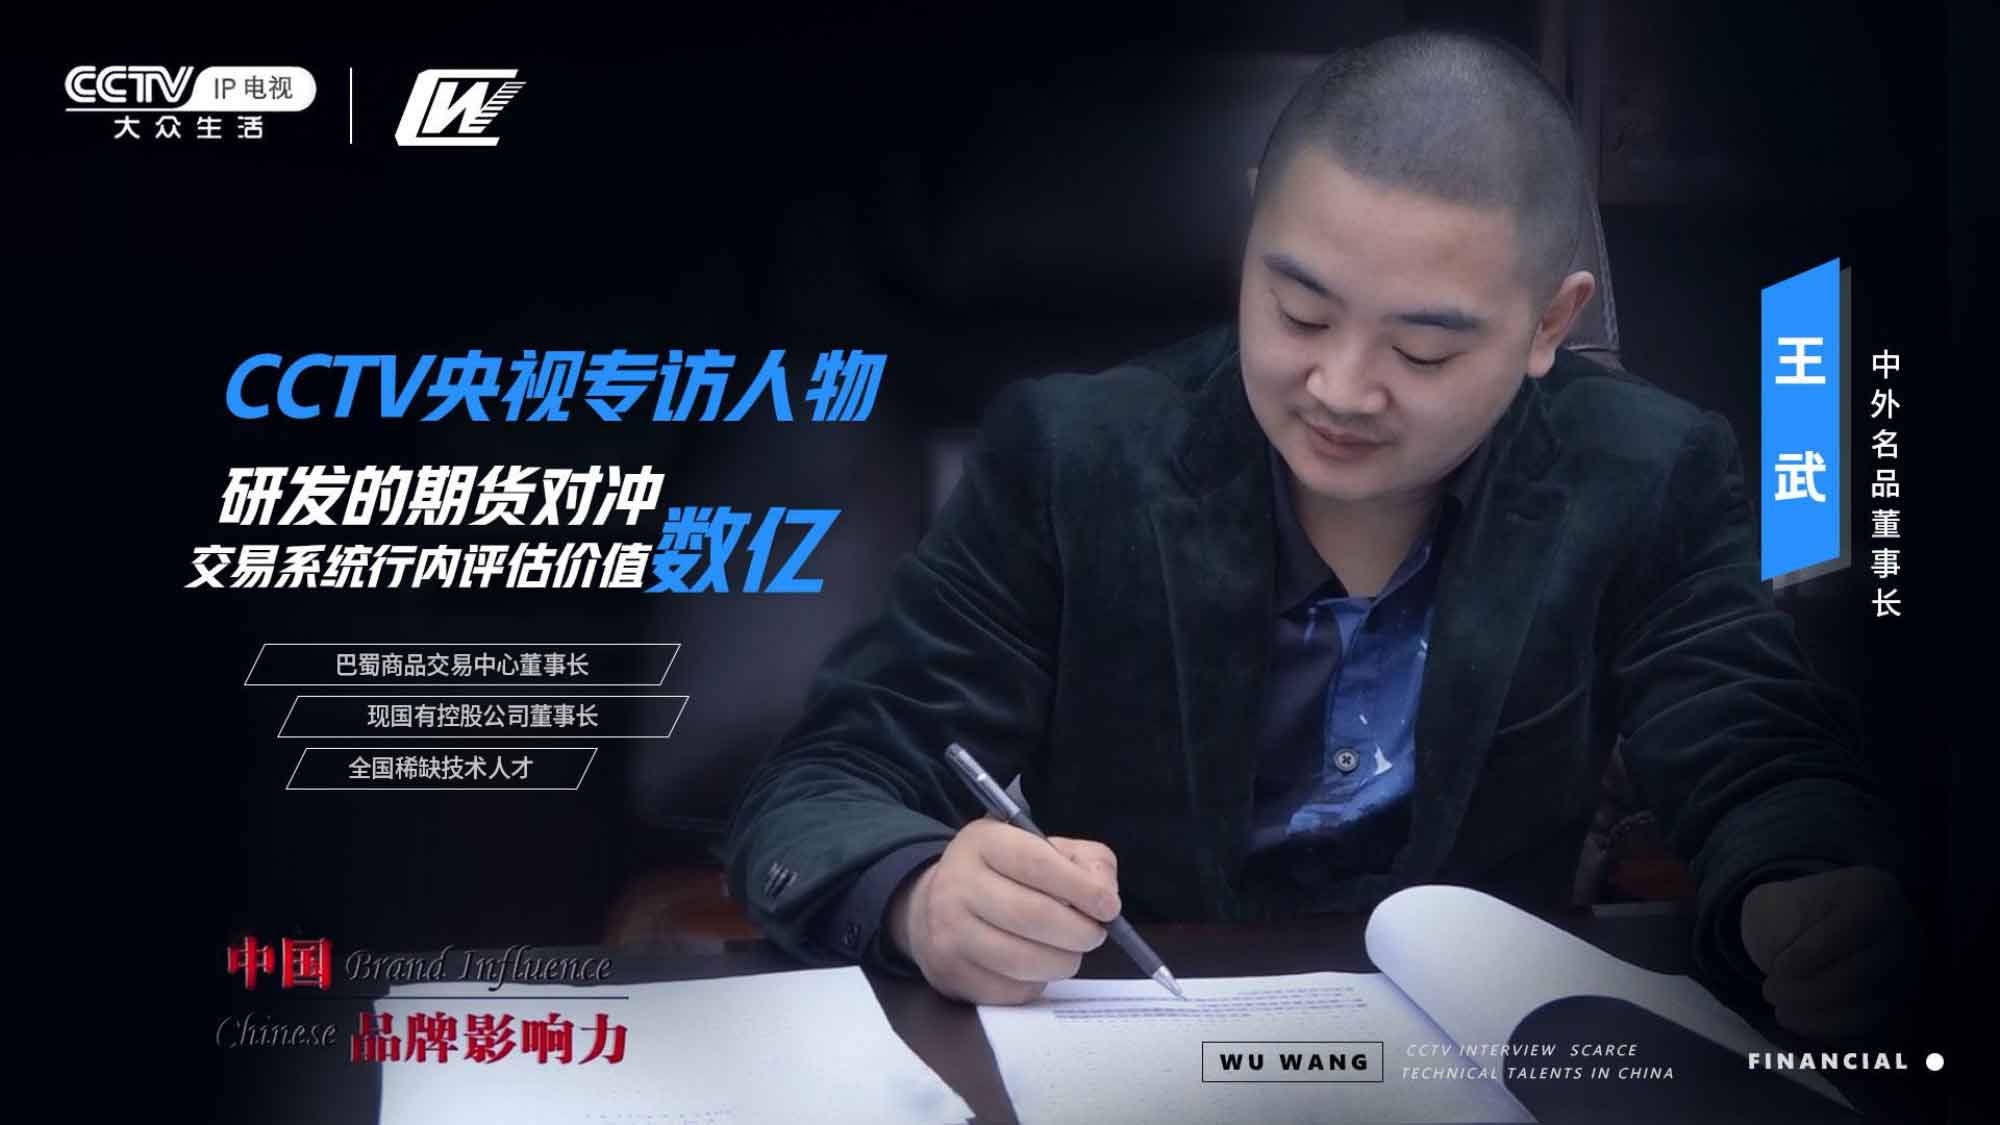 CCTV IP 电视
大众生活
CW
CCTV央视专访人物
研发的期货对冲
交易系统行内评估价值数亿
巴蜀商品交易中心董事长
现国有控股公司董事长
全国稀缺技术人才
王武
中外名品董事长
中国 Brand Influence
Chinese 品牌影响力
WU WANG
CCTV INTERVIEW SCARCE
TECHNICAL TALENTS IN CHINA
FINANCIAL